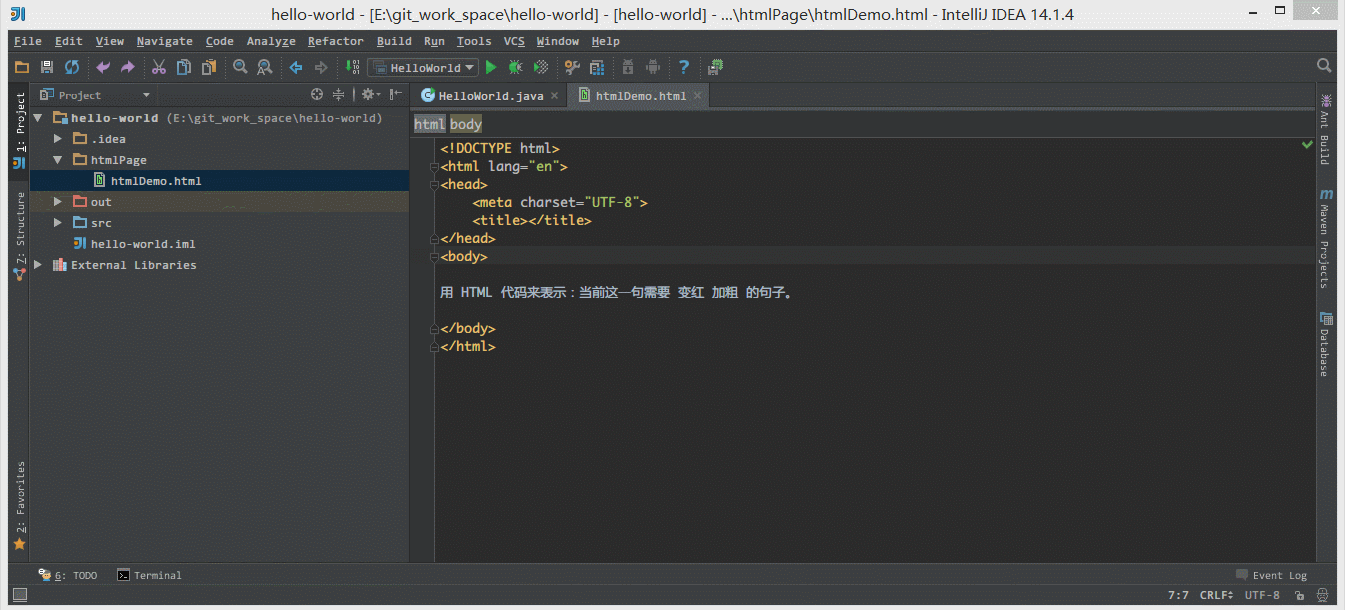 hello-world - [E:\git_work_space\hello-world] - [hello-world] - ...\htmlPage\htmlDemo.html - IntelliJ IDEA 14.1.4
File Edit View Navigate Code Analyze Refactor Build Run Tools VCS Window Help
HelloWorld
Project
HelloWorld.java
htmlDemo.html
1: Project
7: Structure
2: Favorites
hello-world (E:\git_work_space\hello-world)
.idea
htmlPage
htmlDemo.html
out
src
hello-world.iml
External Libraries
html body
<!DOCTYPE html>
<html lang="en">
<head>
    <meta charset="UTF-8">
    <title></title>
</head>
<body>
用 HTML 代码来表示：当前这一句需要 变红 加粗 的句子。
</body>
</html>
Ant Build
Maven Projects
Database
6: TODO
Terminal
Event Log
7:7 CRLF UTF-8